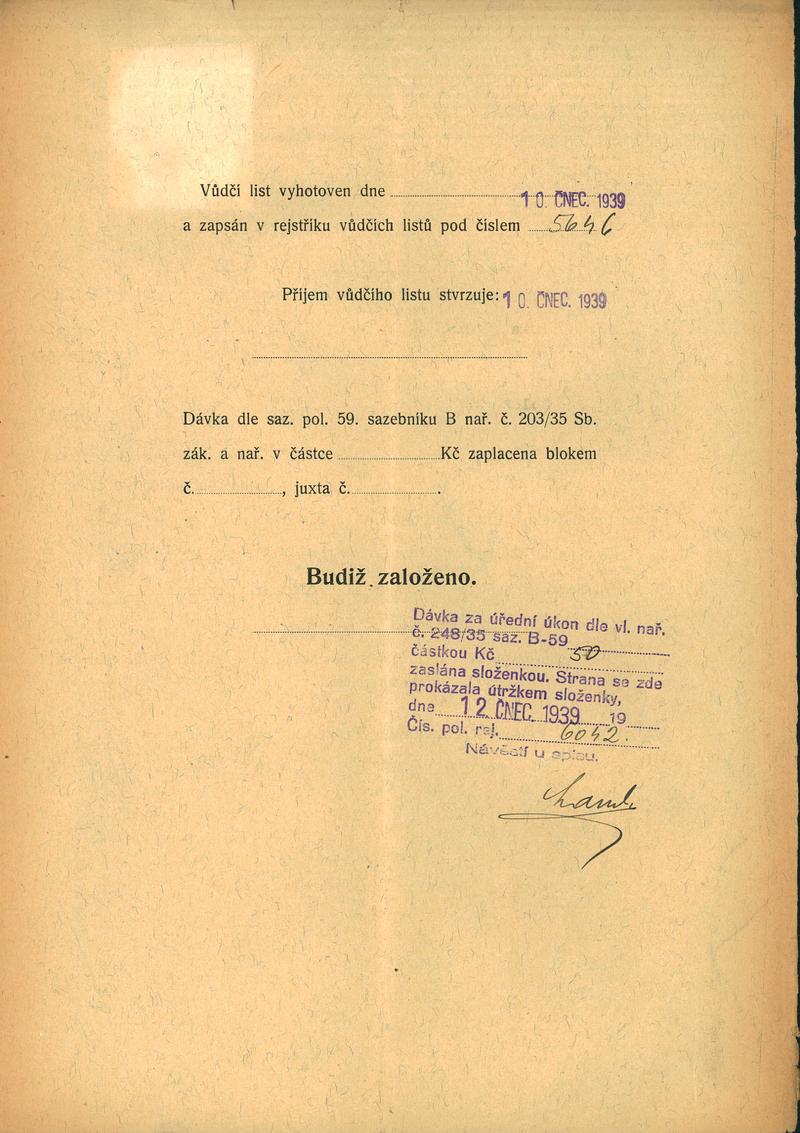 Vůdčí list vyhotoven dne 10. ČNEC. 1939
a zapsán v rejstříku vůdčích listů pod číslem 5646
Příjem vůdčího listu stvrzuje: 10. ČNEC. 1939
Dávka dle saz. pol. 59. sazebníku B nař. č. 203/35 Sb.
zák. a nař. v částce Kč zaplacena blokem
č. , juxta č. .
Budiž založeno.
Dávka za úřední úkon dle vl. nař.
č. 248/35 saz. B-59
částkou Kč 50
zaslána složenkou. Strana se zde
prokázala útržkem složenky,
dne 12. ČNEC. 1939 19
Čís. pol. rej. 6042.
Návěstí u spisu.